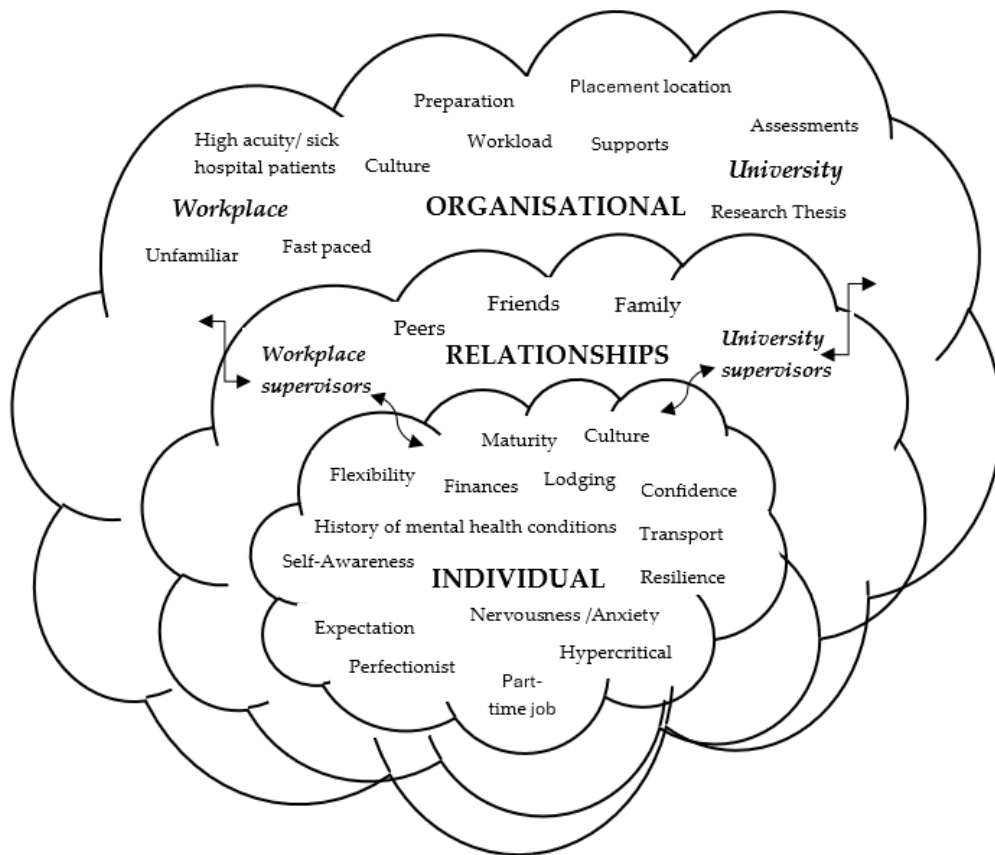 Placement location
Preparation
Assessments
High acuity/ sick
hospital patients
Workload
Supports
Culture
University
Workplace
ORGANISATIONAL
Research Thesis
Unfamiliar
Fast paced
Friends
Family
Peers
Workplace
supervisors
RELATIONSHIPS
University
supervisors
Maturity
Culture
Flexibility
Finances
Lodging
Confidence
History of mental health conditions
Transport
Self-Awareness
INDIVIDUAL
Resilience
Nervousness /Anxiety
Expectation
Hypercritical
Perfectionist
Part-
time job